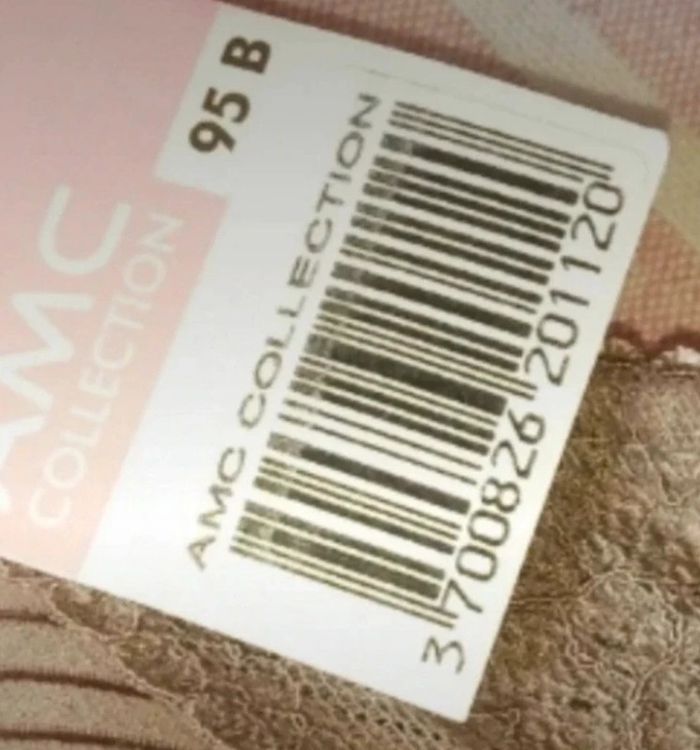 AMC
COLLECTION
95 B
AMC COLLECTION
3 700826 201120